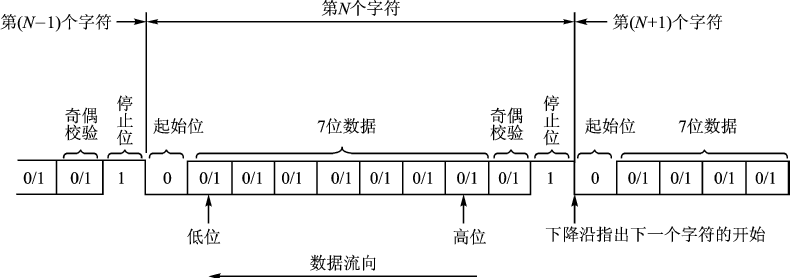 第(N−1)个字符 第N个字符 第(N+1)个字符
奇偶校验 停止位 起始位 7位数据 奇偶校验 停止位 起始位 7位数据
0/1 0/1 1 0 0/1 0/1 0/1 0/1 0/1 0/1 0/1 0/1 1 0 0/1 0/1 0/1 0/1
低位 高位 下降沿指出下一个字符的开始
数据流向